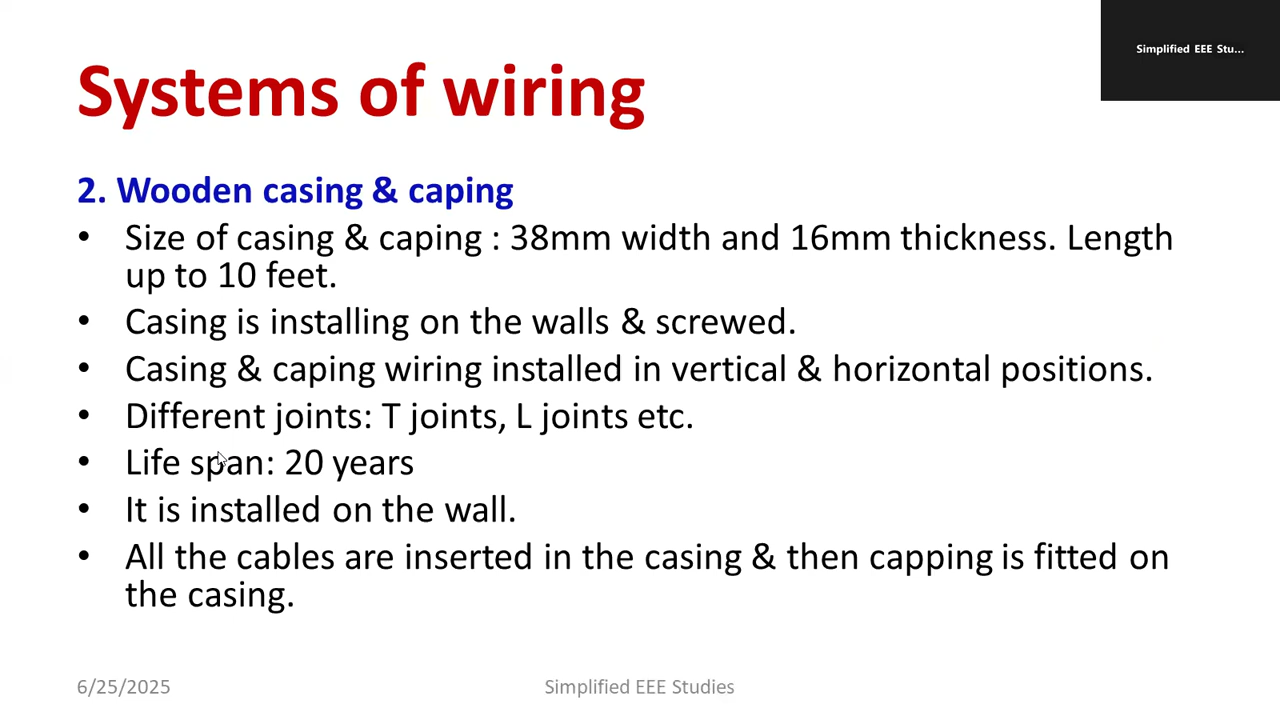 Simplified EEE Stu...
Systems of wiring
2. Wooden casing & caping
• Size of casing & caping : 38mm width and 16mm thickness. Length
up to 10 feet.
• Casing is installing on the walls & screwed.
• Casing & caping wiring installed in vertical & horizontal positions.
• Different joints: T joints, L joints etc.
• Life span: 20 years
• It is installed on the wall.
• All the cables are inserted in the casing & then capping is fitted on
the casing.
6/25/2025
Simplified EEE Studies